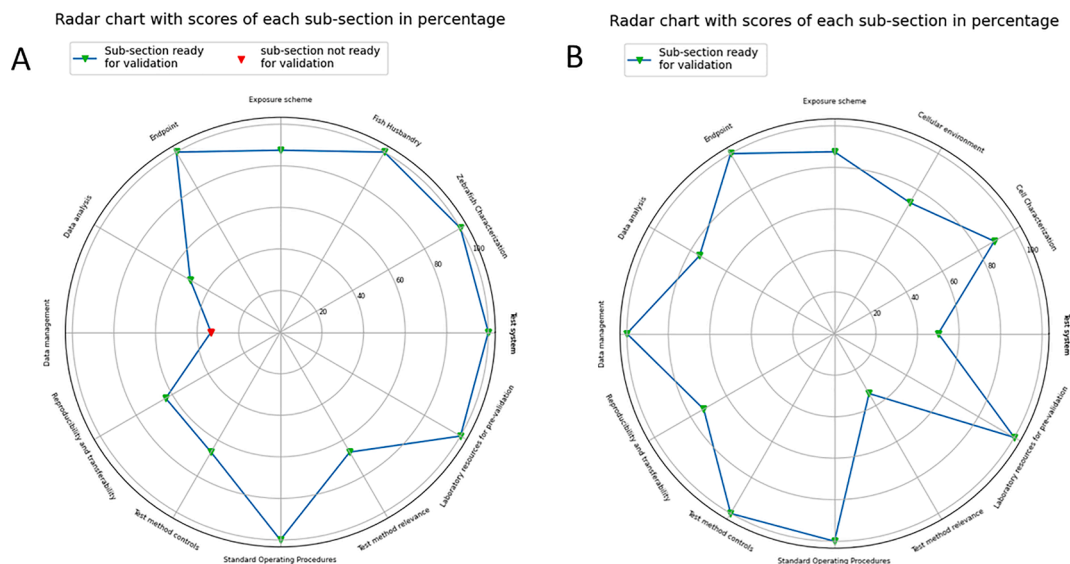 Radar chart with scores of each sub-section in percentage
A
Sub-section ready
for validation
sub-section not ready
for validation
Exposure scheme
Fish Husbandry
Zebrafish Characterization
Test system
Laboratory resources for pre-validation
Test method relevance
Standard Operating Procedures
Test method controls
Reproducibility and transferability
Data management
Data analysis
Endpoint
20
40
60
80
100
Radar chart with scores of each sub-section in percentage
B
Sub-section ready
for validation
Exposure scheme
Cellular environment
Cell Characterization
Test system
Laboratory resources for pre-validation
Test method relevance
Standard Operating Procedures
Test method controls
Reproducibility and transferability
Data management
Data analysis
Endpoint
20
40
60
80
100